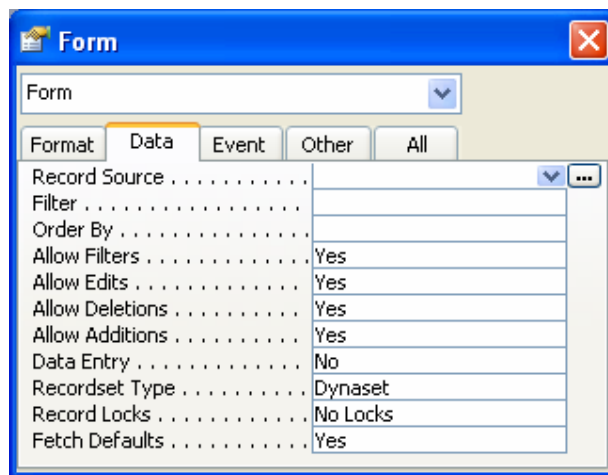 Form
Form
Format Data Event Other All
Record Source . . . . . . . . . . . ...
Filter . . . . . . . . . . . . . . . . .
Order By . . . . . . . . . . . . . . .
Allow Filters . . . . . . . . . . . . . Yes
Allow Edits . . . . . . . . . . . . . . Yes
Allow Deletions . . . . . . . . . . Yes
Allow Additions . . . . . . . . . . Yes
Data Entry . . . . . . . . . . . . . No
Recordset Type . . . . . . . . . Dynaset
Record Locks . . . . . . . . . . . No Locks
Fetch Defaults . . . . . . . . . . . Yes